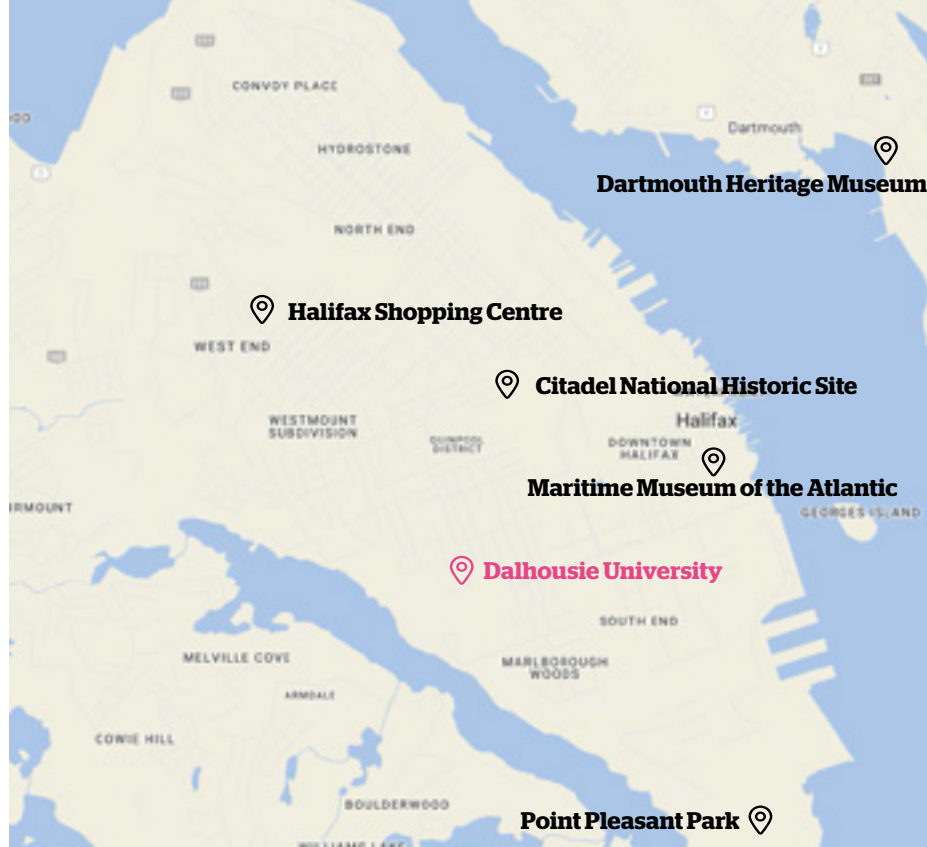 CONVOY PLACE
Dartmouth
HYDROSTONE
Dartmouth Heritage Museum
NORTH END
Halifax Shopping Centre
WEST END
Citadel National Historic Site
Halifax
WESTMOUNT
SUBDIVISION
QUINPOOL
DISTRICT
DOWNTOWN
HALIFAX
Maritime Museum of the Atlantic
IRMOUNT
GEORGES ISLAND
Dalhousie University
SOUTH END
MELVILLE COVE
MARLBOROUGH
WOODS
ARMDALE
COWIE HILL
BOULDERWOOD
Point Pleasant Park
WILLIAMS LAKE